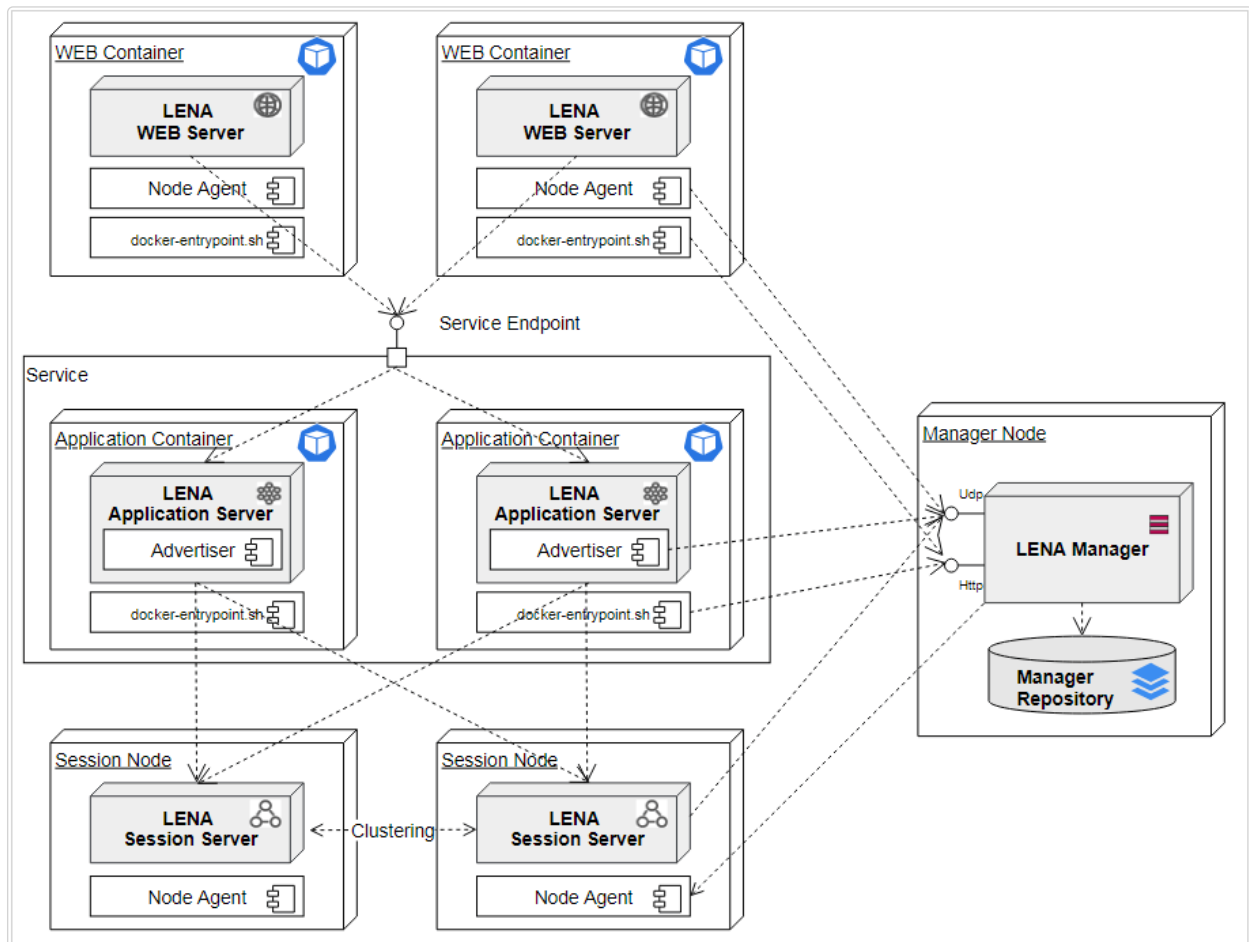 WEB Container
LENA
WEB Server
Node Agent
docker-entrypoint.sh
WEB Container
LENA
WEB Server
Node Agent
docker-entrypoint.sh
Service Endpoint
Service
Application Container
LENA
Application Server
Advertiser
docker-entrypoint.sh
Application Container
LENA
Application Server
Advertiser
docker-entrypoint.sh
Manager Node
Udp
LENA Manager
Http
Manager
Repository
Session Node
LENA
Session Server
Node Agent
Clustering
Session Node
LENA
Session Server
Node Agent